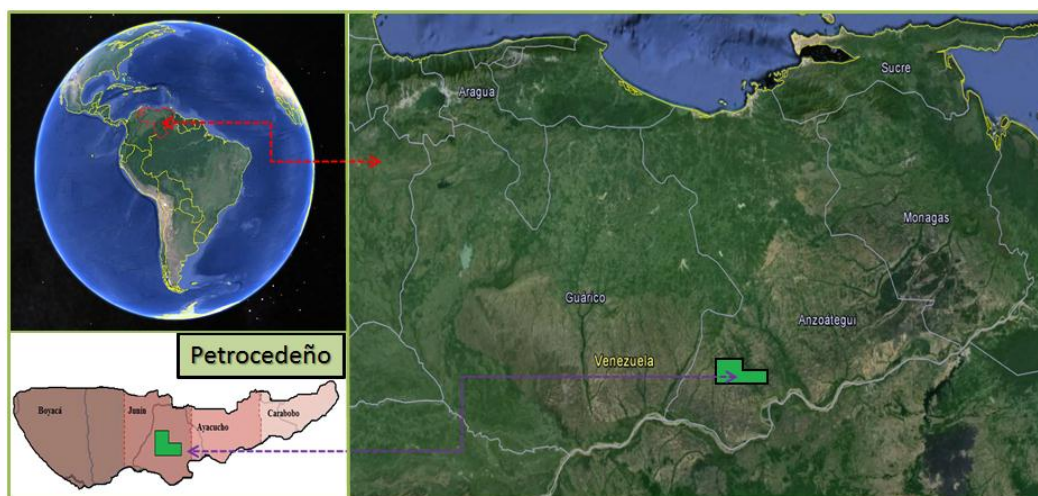 Aragua
Sucre
Monagas
Guárico
Anzoátegui
Venezuela
Petrocedeño
Boyacá
Junín
Ayacucho
Carabobo